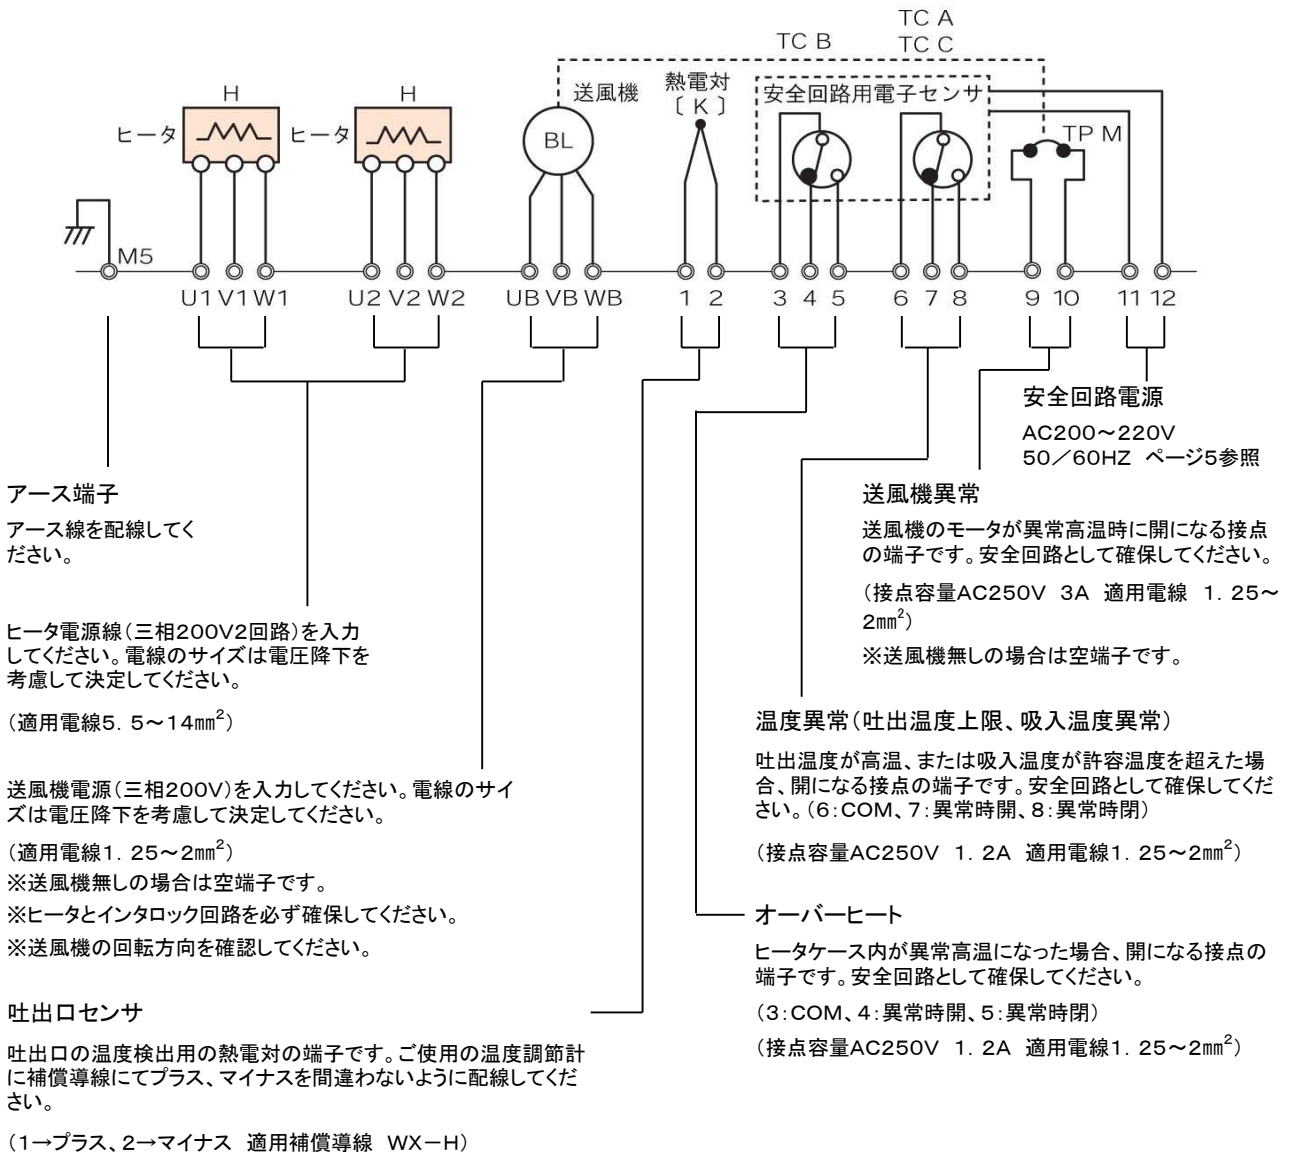 TC A
TC B
TC C
H
H
送風機
熱電対
〔 K 〕
安全回路用電子センサ
ヒータ
ヒータ
BL
TP M
M5
U1 V1 W1
U2 V2 W2
UB VB WB
1 2
3 4 5
6 7 8
9 10
11 12
安全回路電源
AC200～220V
50／60HZ ページ5参照
アース端子
アース線を配線してく
ださい。
ヒータ電源線（三相200V2回路）を入力
してください。電線のサイズは電圧降下を
考慮して決定してください。
（適用電線5．5～14㎜²）
送風機電源（三相200V）を入力してください。電線のサイ
ズは電圧降下を考慮して決定してください。
（適用電線1．25～2㎜²）
※送風機無しの場合は空端子です。
※ヒータとインタロック回路を必ず確保してください。
※送風機の回転方向を確認してください。
吐出口センサ
吐出口の温度検出用の熱電対の端子です。ご使用の温度調節計
に補償導線にてプラス、マイナスを間違わないように配線してくだ
さい。
（1→プラス、2→マイナス 適用補償導線 WX－H）
送風機異常
送風機のモータが異常高温時に開になる接点
の端子です。安全回路として確保してください。
（接点容量AC250V 3A 適用電線 1．25～
2㎜²）
※送風機無しの場合は空端子です。
温度異常（吐出温度上限、吸入温度異常）
吐出温度が高温、または吸入温度が許容温度を超えた場
合、開になる接点の端子です。安全回路として確保してくだ
さい。（6：COM、7：異常時開、8：異常時閉）
（接点容量AC250V 1．2A 適用電線1．25～2㎜²）
オーバーヒート
ヒータケース内が異常高温になった場合、開になる接点の
端子です。安全回路として確保してください。
（3：COM、4：異常時開、5：異常時閉）
（接点容量AC250V 1．2A 適用電線1．25～2㎜²）